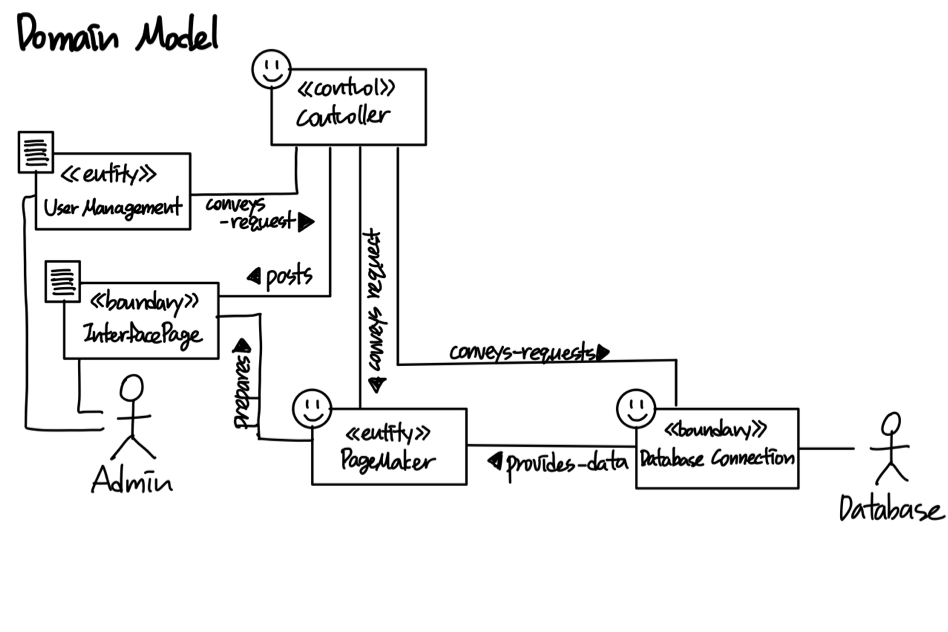 Domain Model
«control»
Controller
«entity»
User Management
conveys
-request▶
◀posts
«boundary»
InterfacePage
◀ conveys request
conveys-requests▶
prepares▶
Admin
«entity»
PageMaker
◀provides-data
«boundary»
Database Connection
Database